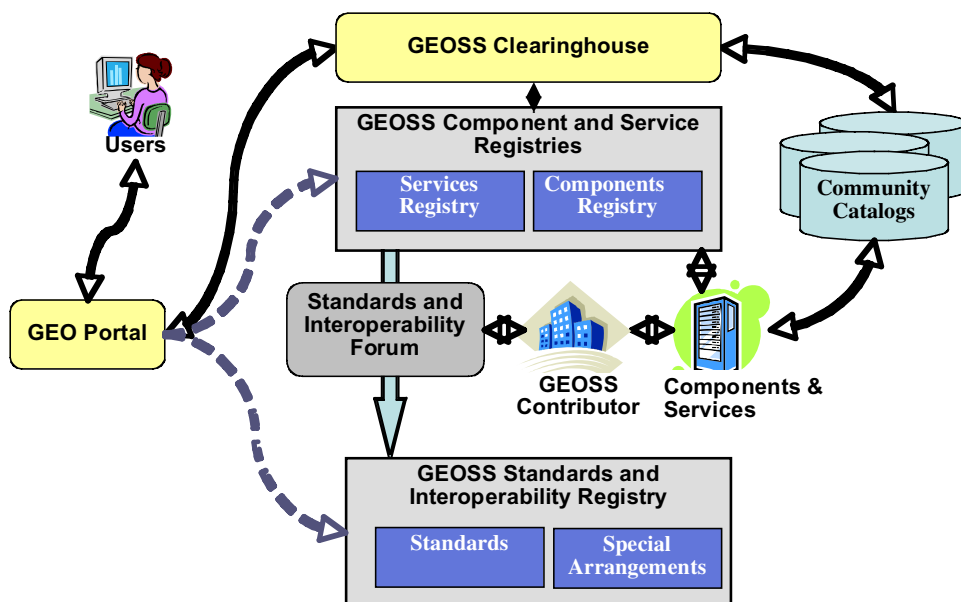 GEOSS Clearinghouse
Users
GEOSS Component and Service
Registries
Services
Registry
Components
Registry
Community
Catalogs
GEO Portal
Standards and
Interoperability
Forum
GEOSS
Contributor
Components &
Services
GEOSS Standards and
Interoperability Registry
Standards
Special
Arrangements